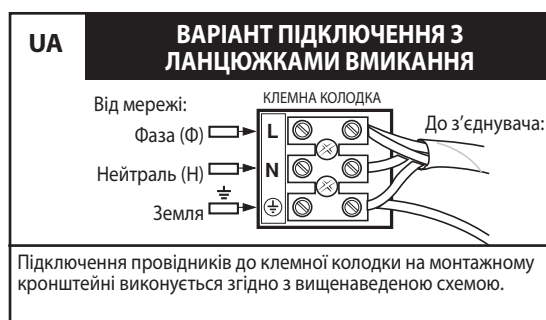 UA
ВАРІАНТ ПІДКЛЮЧЕННЯ З
ЛАНЦЮЖКАМИ ВМИКАННЯ
Від мережі:
КЛЕМНА КОЛОДКА
До з’єднувача:
Фаза (Ф)
L
Нейтраль (Н)
N
Земля
Підключення провідників до клемної колодки на монтажному
кронштейні виконується згідно з вищенаведеною схемою.